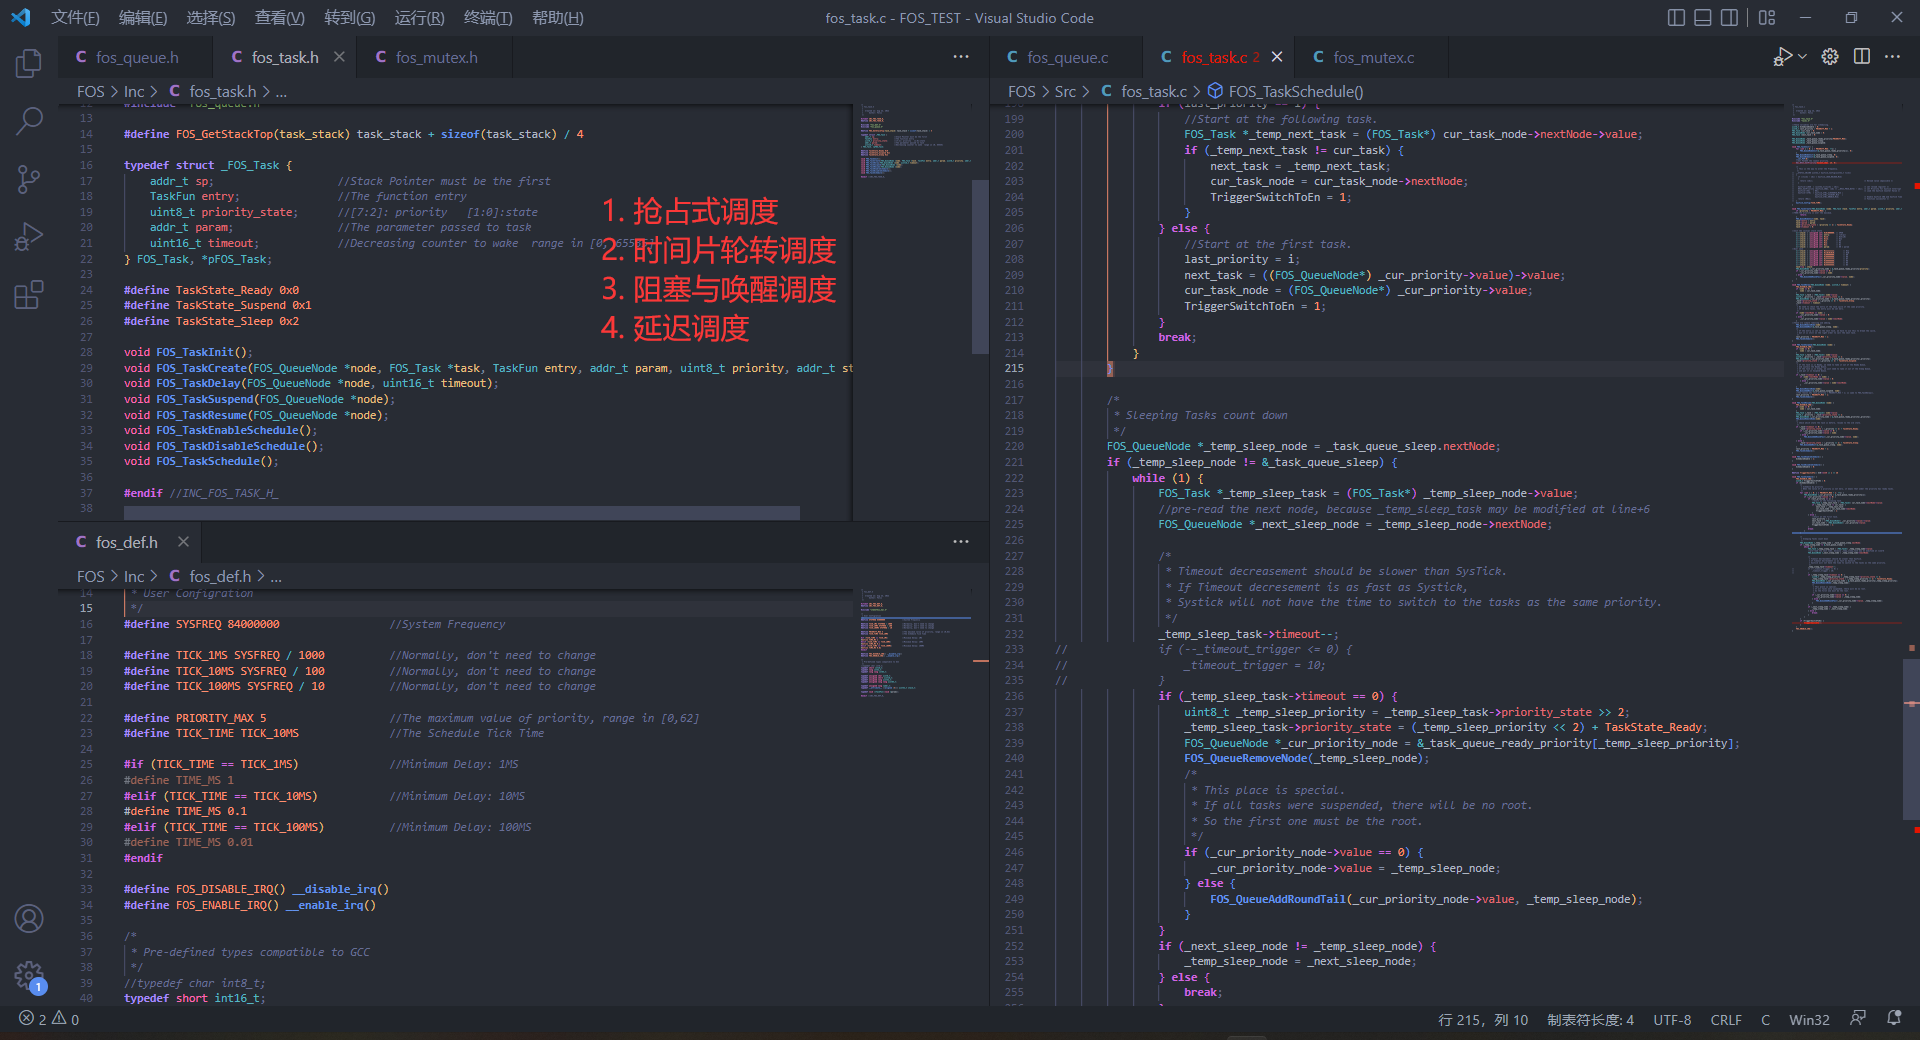 文件(F) 编辑(E) 选择(S) 查看(V) 转到(G) 运行(R) 终端(T) 帮助(H)
fos_task.c - FOS_TEST - Visual Studio Code
C fos_queue.h C fos_task.h C fos_mutex.h
FOS > Inc > C fos_task.h > ...
13
14 #define FOS_GetStackTop(task_stack) task_stack + sizeof(task_stack) / 4
15
16 typedef struct _FOS_Task {
17 addr_t sp; //Stack Pointer must be the first
18 TaskFun entry; //The function entry
19 uint8_t priority_state; //[7:2]: priority [1:0]:state
20 addr_t param; //The parameter passed to task
21 uint16_t timeout; //Decreasing counter to wake range in [0,
22 } FOS_Task, *pFOS_Task;
23
24 #define TaskState_Ready 0x0
25 #define TaskState_Suspend 0x1
26 #define TaskState_Sleep 0x2
27
28 void FOS_TaskInit();
29 void FOS_TaskCreate(FOS_QueueNode *node, FOS_Task *task, TaskFun entry, addr_t param, uint8_t priority, addr_t st
30 void FOS_TaskDelay(FOS_QueueNode *node, uint16_t timeout);
31 void FOS_TaskSuspend(FOS_QueueNode *node);
32 void FOS_TaskResume(FOS_QueueNode *node);
33 void FOS_TaskEnableSchedule();
34 void FOS_TaskDisableSchedule();
35 void FOS_TaskSchedule();
36
37 #endif //INC_FOS_TASK_H_
38
1. 抢占式调度
2. 时间片轮转调度
3. 阻塞与唤醒调度
4. 延迟调度
C fos_def.h
FOS > Inc > C fos_def.h > ...
14 * User Configration
15 */
16 #define SYSFREQ 84000000 //System Frequency
17
18 #define TICK_1MS SYSFREQ / 1000 //Normally, don't need to change
19 #define TICK_10MS SYSFREQ / 100 //Normally, don't need to change
20 #define TICK_100MS SYSFREQ / 10 //Normally, don't need to change
21
22 #define PRIORITY_MAX 5 //The maximum value of priority, range in [0,62]
23 #define TICK_TIME TICK_10MS //The Schedule Tick Time
24
25 #if (TICK_TIME == TICK_1MS) //Minimum Delay: 1MS
26 #define TIME_MS 1
27 #elif (TICK_TIME == TICK_10MS) //Minimum Delay: 10MS
28 #define TIME_MS 0.1
29 #elif (TICK_TIME == TICK_100MS) //Minimum Delay: 100MS
30 #define TIME_MS 0.01
31 #endif
32
33 #define FOS_DISABLE_IRQ() __disable_irq()
34 #define FOS_ENABLE_IRQ() __enable_irq()
35
36 /*
37 * Pre-defined types compatible to GCC
38 */
39 //typedef char int8_t;
40 typedef short int16_t;
C fos_queue.c C fos_task.c 2 C fos_mutex.c
FOS > Src > C fos_task.c > FOS_TaskSchedule()
199 //Start at the following task.
200 FOS_Task *_temp_next_task = (FOS_Task*) cur_task_node->nextNode->value;
201 if (_temp_next_task != cur_task) {
202 next_task = _temp_next_task;
203 cur_task_node = cur_task_node->nextNode;
204 TriggerSwitchToEn = 1;
205 }
206 } else {
207 //Start at the first task.
208 last_priority = i;
209 next_task = ((FOS_QueueNode*) _cur_priority->value)->value;
210 cur_task_node = (FOS_QueueNode*) _cur_priority->value;
211 TriggerSwitchToEn = 1;
212 }
213 break;
214 }
215 }
216
217 /*
218 * Sleeping Tasks count down
219 */
220 FOS_QueueNode *_temp_sleep_node = _task_queue_sleep.nextNode;
221 if (_temp_sleep_node != &_task_queue_sleep) {
222 while (1) {
223 FOS_Task *_temp_sleep_task = (FOS_Task*) _temp_sleep_node->value;
224 //pre-read the next node, because _temp_sleep_task may be modified at line+6
225 FOS_QueueNode *_next_sleep_node = _temp_sleep_node->nextNode;
226
227 /*
228 * Timeout decreasement should be slower than SysTick.
229 * If Timeout decresement is as fast as Systick,
230 * Systick will not have the time to switch to the tasks as the same priority.
231 */
232 _temp_sleep_task->timeout--;
233 // if (--_timeout_trigger <= 0) {
234 // _timeout_trigger = 10;
235 // }
236 if (_temp_sleep_task->timeout == 0) {
237 uint8_t _temp_sleep_priority = _temp_sleep_task->priority_state >> 2;
238 _temp_sleep_task->priority_state = (_temp_sleep_priority << 2) + TaskState_Ready;
239 FOS_QueueNode *_cur_priority_node = &_task_queue_ready_priority[_temp_sleep_priority];
240 FOS_QueueRemoveNode(_temp_sleep_node);
241 /*
242 * This place is special.
243 * If all tasks were suspended, there will be no root.
244 * So the first one must be the root.
245 */
246 if (_cur_priority_node->value == 0) {
247 _cur_priority_node->value = _temp_sleep_node;
248 } else {
249 FOS_QueueAddRoundTail(_cur_priority_node->value, _temp_sleep_node);
250 }
251 }
252 if (_next_sleep_node != _temp_sleep_node) {
253 _temp_sleep_node = _next_sleep_node;
254 } else {
255 break;
1
2 0 行 215，列 10 制表符长度: 4 UTF-8 CRLF C Win32